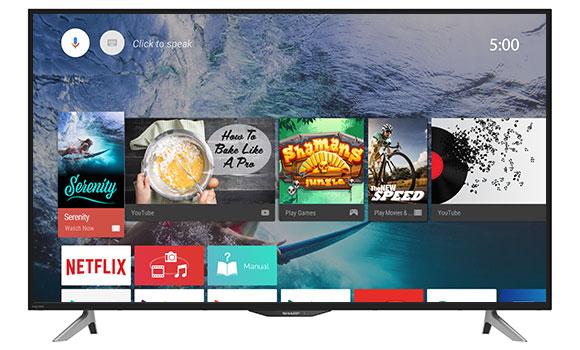 Click to speak
5:00
How To
Bake Like
A Pro
Shamans
JUNGLE
The NEW
SPEED
Serenity
Serenity
Watch Now
YouTube
Play Games
Play Movies & ...
YouTube
NETFLIX
?
Manual
SHARP